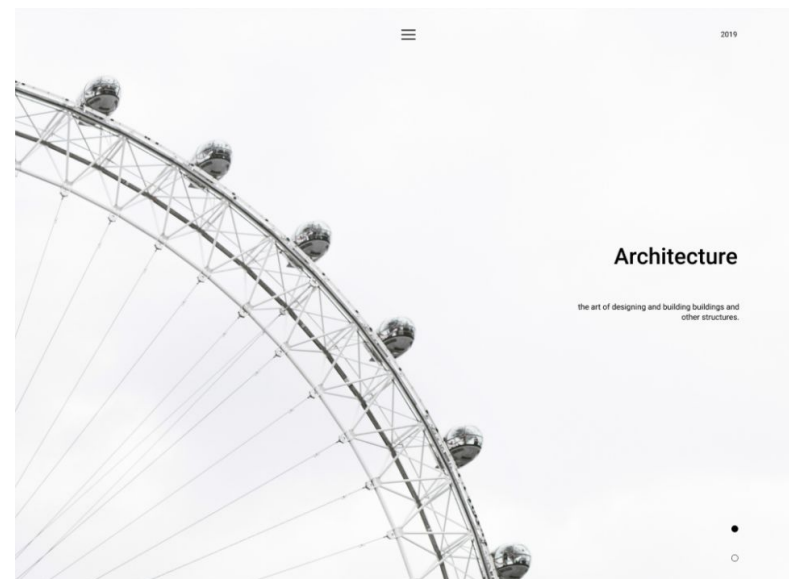 2019
Architecture
the art of designing and building buildings and
other structures.